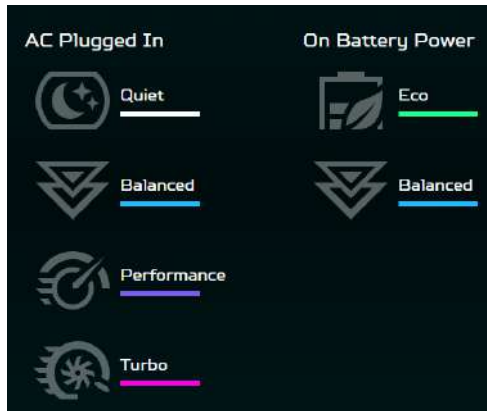 AC Plugged In
On Battery Power
Quiet
Eco
Balanced
Balanced
Performance
Turbo